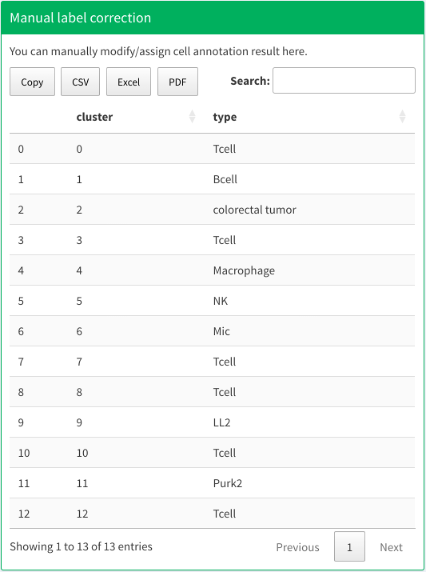 Manual label correction
You can manually modify/assign cell annotation result here.
Copy CSV Excel PDF Search:
cluster type
0 0 Tcell
1 1 Bcell
2 2 colorectal tumor
3 3 Tcell
4 4 Macrophage
5 5 NK
6 6 Mic
7 7 Tcell
8 8 Tcell
9 9 LL2
10 10 Tcell
11 11 Purk2
12 12 Tcell
Showing 1 to 13 of 13 entries Previous 1 Next